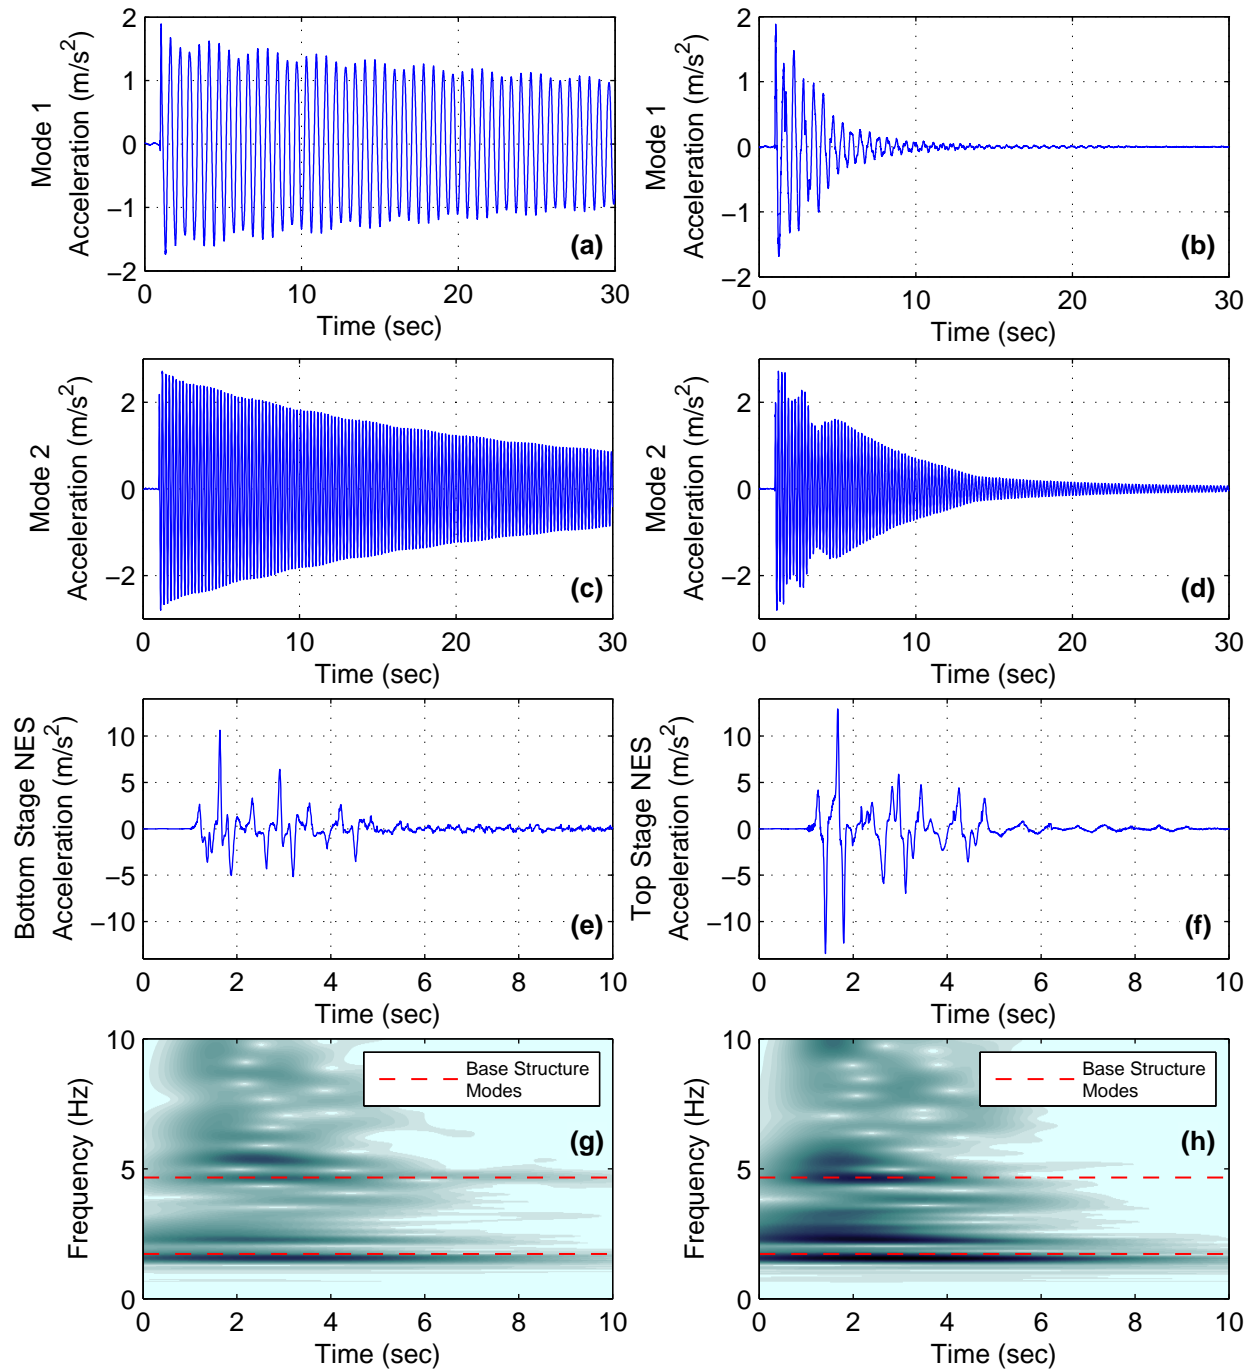 Mode 1
Acceleration (m/s²)
2
1
0
−1
−2
0
10
20
30
Time (sec)
(a)
Mode 1
Acceleration (m/s²)
2
1
0
−1
−2
0
10
20
30
Time (sec)
(b)
Mode 2
Acceleration (m/s²)
2
0
−2
0
10
20
30
Time (sec)
(c)
Mode 2
Acceleration (m/s²)
2
0
−2
0
10
20
30
Time (sec)
(d)
Bottom Stage NES
Acceleration (m/s²)
10
5
0
−5
−10
0
2
4
6
8
10
Time (sec)
(e)
Top Stage NES
Acceleration (m/s²)
10
5
0
−5
−10
0
2
4
6
8
10
Time (sec)
(f)
Frequency (Hz)
10
5
0
0
2
4
6
8
10
Time (sec)
Base Structure
Modes
(g)
Frequency (Hz)
10
5
0
0
2
4
6
8
10
Time (sec)
Base Structure
Modes
(h)